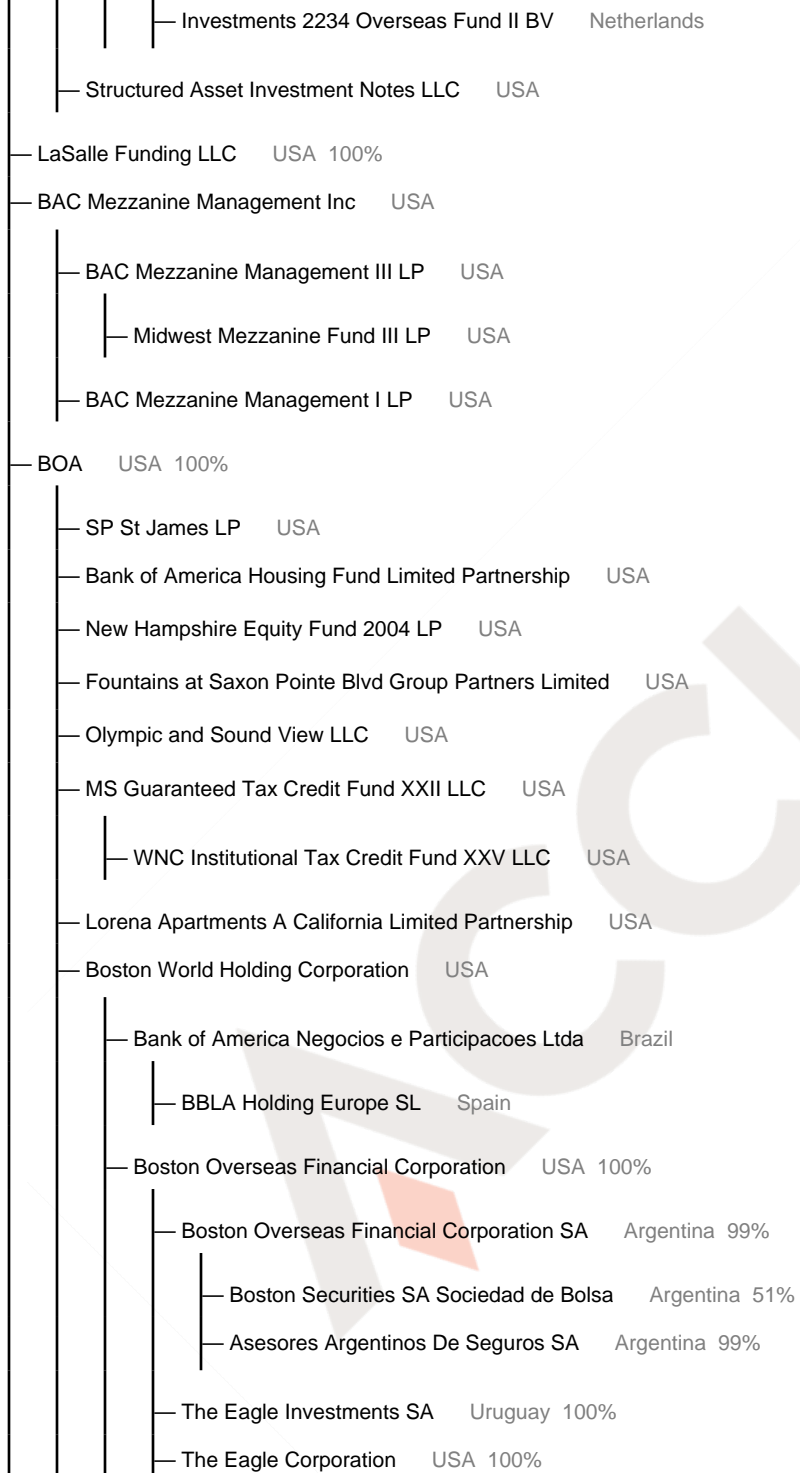 Investments 2234 Overseas Fund II BV Netherlands
Structured Asset Investment Notes LLC USA
LaSalle Funding LLC USA 100%
BAC Mezzanine Management Inc USA
BAC Mezzanine Management III LP USA
Midwest Mezzanine Fund III LP USA
BAC Mezzanine Management I LP USA
BOA USA 100%
SP St James LP USA
Bank of America Housing Fund Limited Partnership USA
New Hampshire Equity Fund 2004 LP USA
Fountains at Saxon Pointe Blvd Group Partners Limited USA
Olympic and Sound View LLC USA
MS Guaranteed Tax Credit Fund XXII LLC USA
WNC Institutional Tax Credit Fund XXV LLC USA
Lorena Apartments A California Limited Partnership USA
Boston World Holding Corporation USA
Bank of America Negocios e Participacoes Ltda Brazil
BBLA Holding Europe SL Spain
Boston Overseas Financial Corporation USA 100%
Boston Overseas Financial Corporation SA Argentina 99%
Boston Securities SA Sociedad de Bolsa Argentina 51%
Asesores Argentinos De Seguros SA Argentina 99%
The Eagle Investments SA Uruguay 100%
The Eagle Corporation USA 100%